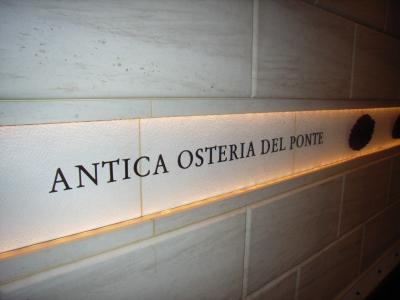 ANTICA OSTERIA DEL PONTE